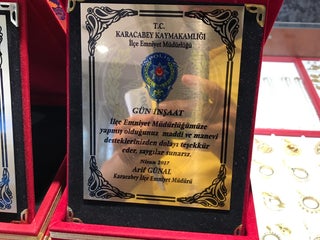 T.C.
KARACABEY KAYMAKAMLIĞI
İlçe Emniyet Müdürlüğü
GÜN İNŞAAT
İlçe Emniyet Müdürlüğümüze
yapmış olduğunuz maddi ve manevi
desteklerinizden dolayı teşekkür
eder, saygılar sunarız.
Nisan 2017
Arif GÜNAL
Karacabey İlçe Emniyet Müdürü